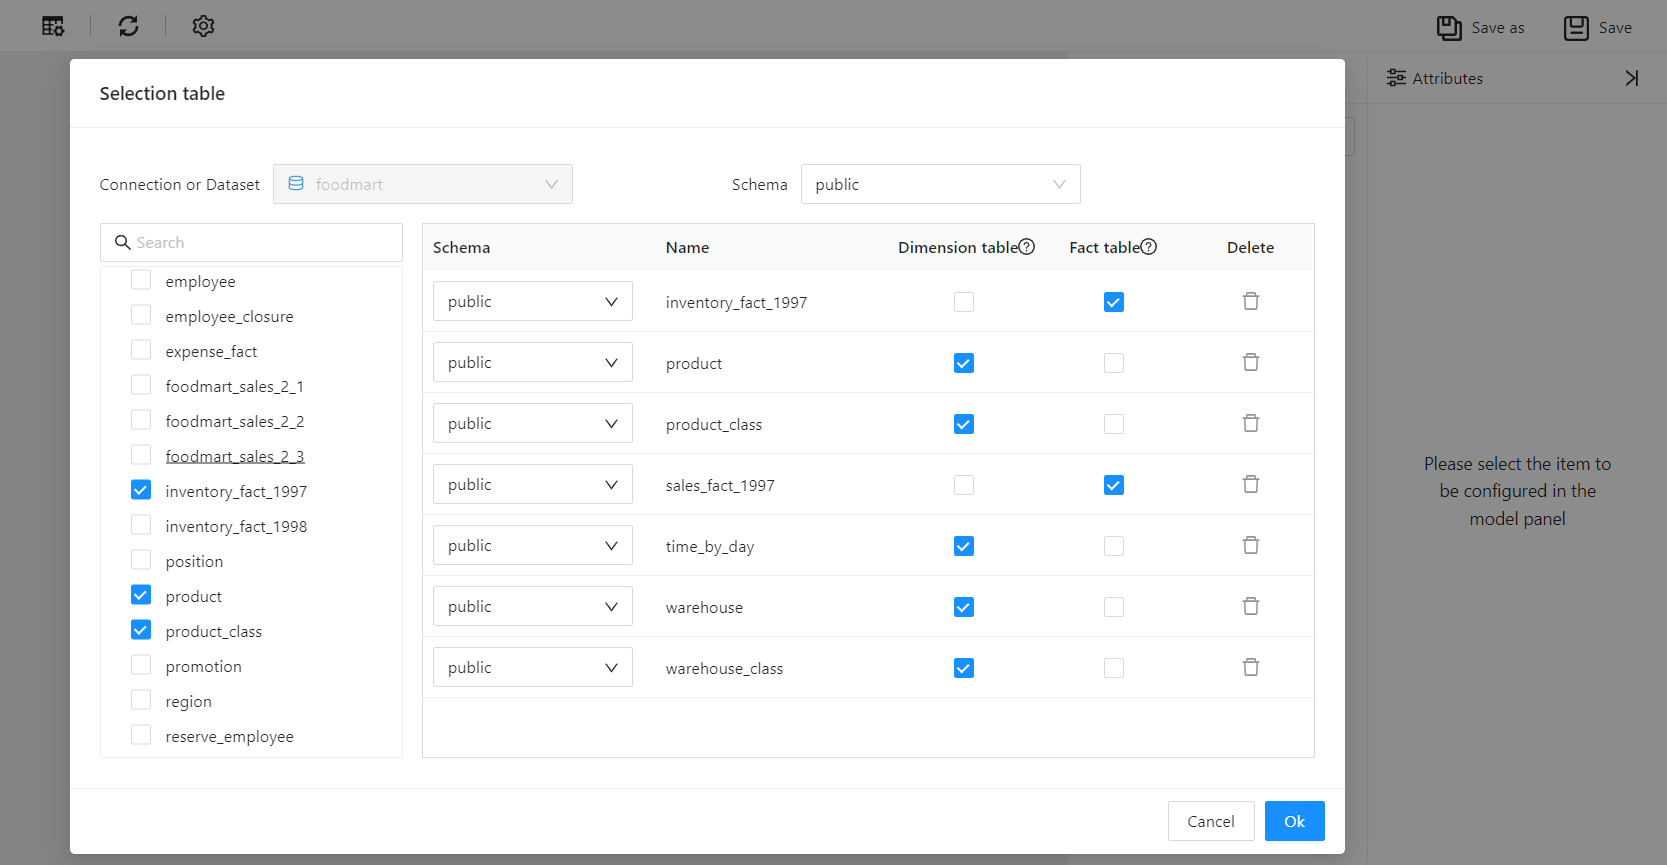 Save as
Save
Selection table
Attributes
Connection or Dataset
foodmart
Schema
public
Search
employee
employee_closure
expense_fact
foodmart_sales_2_1
foodmart_sales_2_2
foodmart_sales_2_3
inventory_fact_1997
inventory_fact_1998
position
product
product_class
promotion
region
reserve_employee
Schema Name Dimension table? Fact table? Delete
public inventory_fact_1997
public product
public product_class
public sales_fact_1997
public time_by_day
public warehouse
public warehouse_class
Please select the item to
be configured in the
model panel
Cancel
Ok